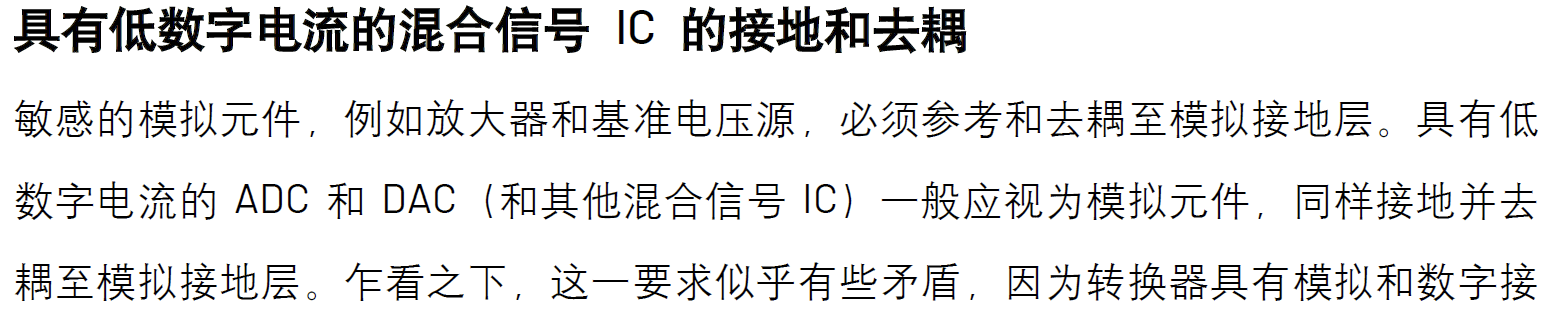 具有低数字电流的混合信号 IC 的接地和去耦
敏感的模拟元件，例如放大器和基准电压源，必须参考和去耦至模拟接地层。具有低
数字电流的 ADC 和 DAC（和其他混合信号 IC）一般应视为模拟元件，同样接地并去
耦至模拟接地层。乍看之下，这一要求似乎有些矛盾，因为转换器具有模拟和数字接